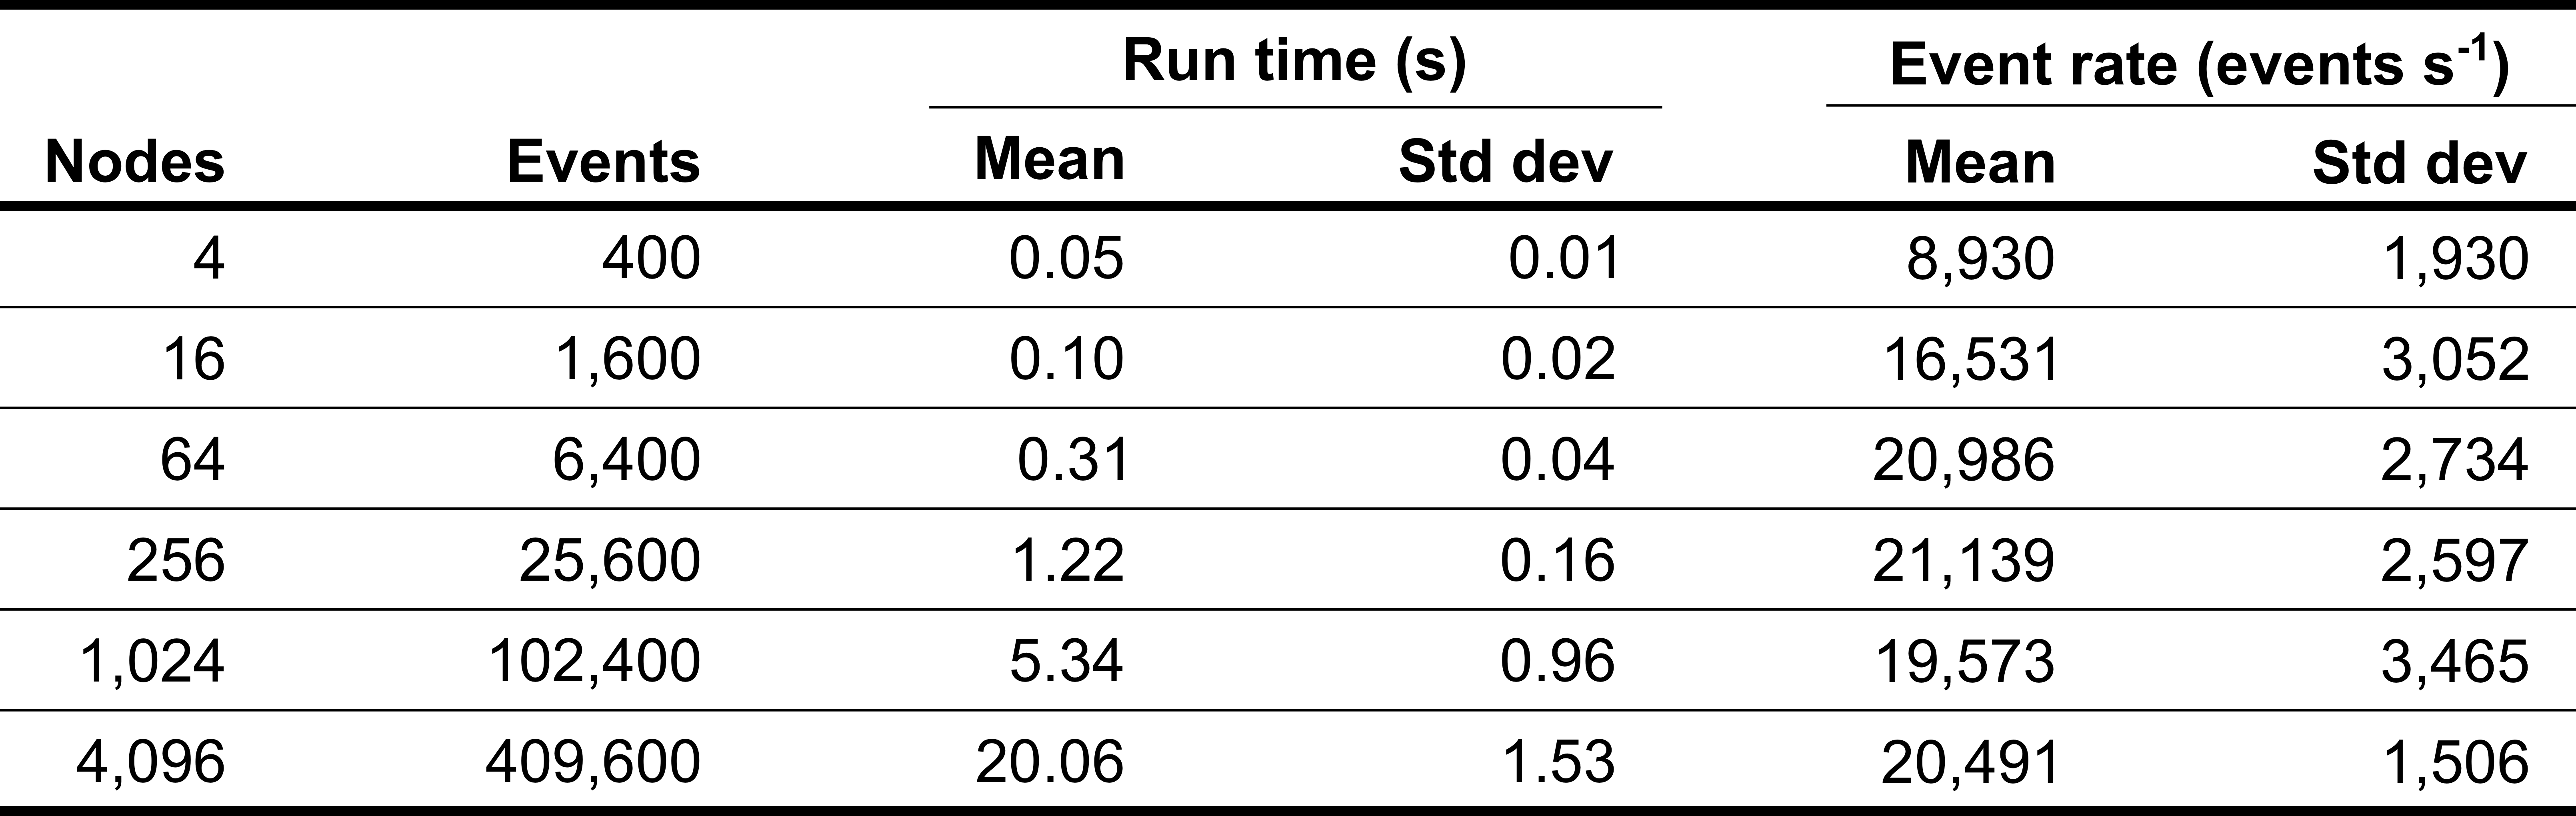 Run time (s) Event rate (events s⁻¹)
Nodes Events Mean Std dev Mean Std dev
4 400 0.05 0.01 8,930 1,930
16 1,600 0.10 0.02 16,531 3,052
64 6,400 0.31 0.04 20,986 2,734
256 25,600 1.22 0.16 21,139 2,597
1,024 102,400 5.34 0.96 19,573 3,465
4,096 409,600 20.06 1.53 20,491 1,506